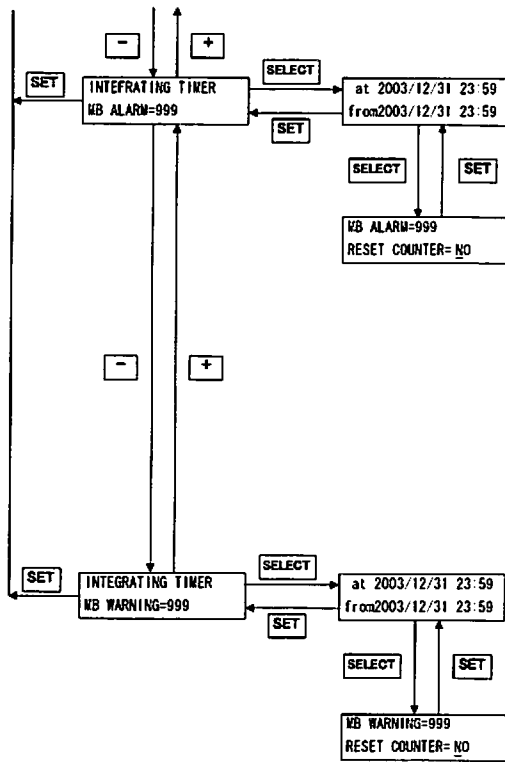 − +
SET INTEFRATING TIMER SELECT at 2003/12/31 23:59
MB ALARM=999 SET from2003/12/31 23:59
SELECT SET
MB ALARM=999
RESET COUNTER= NO
− +
SET INTEGRATING TIMER SELECT at 2003/12/31 23:59
MB WARNING=999 SET from2003/12/31 23:59
SELECT SET
MB WARNING=999
RESET COUNTER= NO